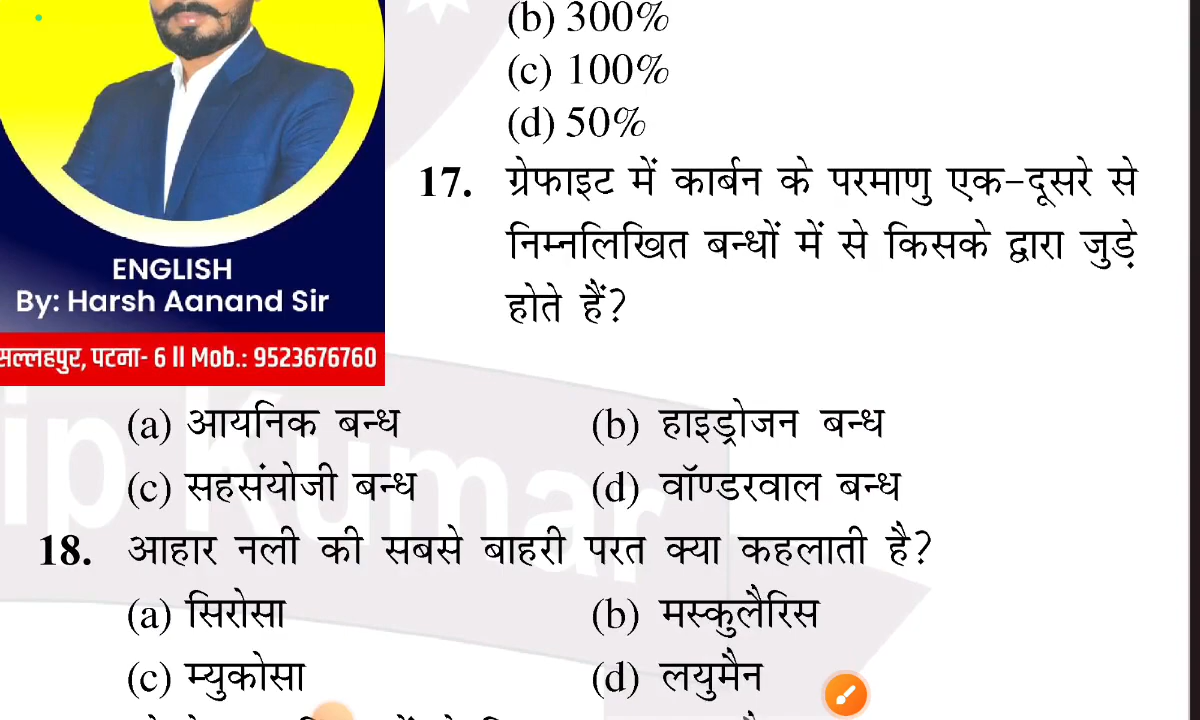 (b) 300%
(c) 100%
(d) 50%
17. ग्रेफाइट में कार्बन के परमाणु एक-दूसरे से
निम्नलिखित बन्धों में से किसके द्वारा जुड़े
होते हैं?
ENGLISH
By: Harsh Aanand Sir
सल्लहपुर, पटना- 6 || Mob.: 9523676760
(a) आयनिक बन्ध (b) हाइड्रोजन बन्ध
(c) सहसंयोजी बन्ध (d) वॉण्डरवाल बन्ध
ip Kumar
18. आहार नली की सबसे बाहरी परत क्या कहलाती है?
(a) सिरोसा (b) मस्कुलैरिस
(c) म्युकोसा (d) लयुमैन